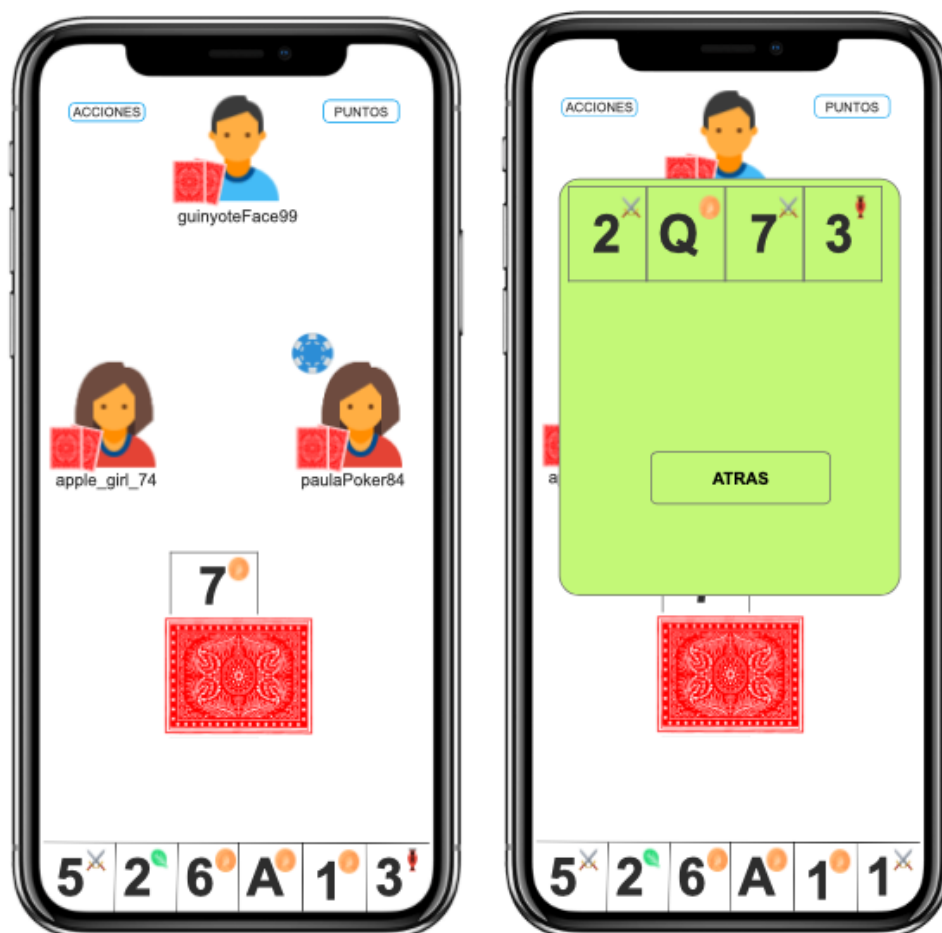 ACCIONES
PUNTOS
guinyoteFace99
apple_girl_74
paulaPoker84
7
5 2 6 A 1 3
ACCIONES
PUNTOS
2 Q 7 3
a
ATRAS
5 2 6 A 1 1